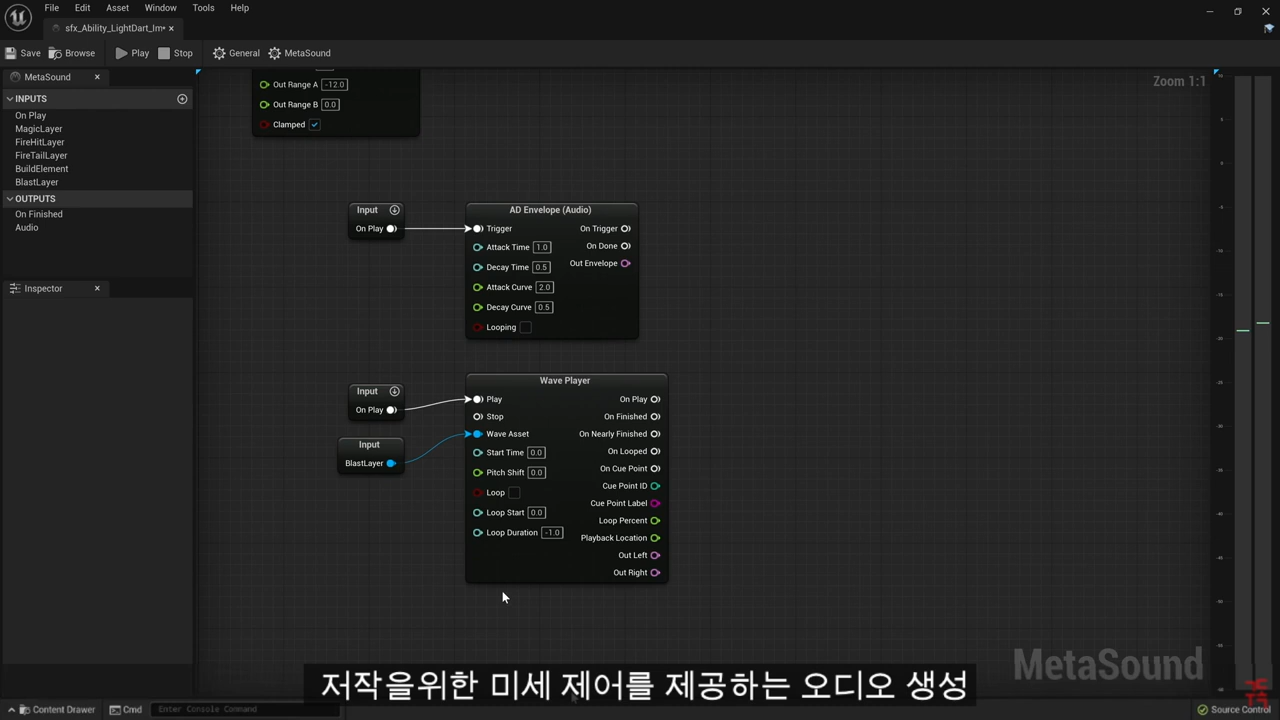 File Edit Asset Window Tools Help
sfx_Ability_LightDart_Im•
Save Browse Play Stop General MetaSound
MetaSound
Zoom 1:1
INPUTS
On Play
MagicLayer
FireHitLayer
FireTailLayer
BuildElement
BlastLayer
OUTPUTS
On Finished
Audio
Inspector
Out Range A -12.0
Out Range B 0.0
Clamped
Input
On Play
AD Envelope (Audio)
Trigger On Trigger
Attack Time 1.0 On Done
Decay Time 0.5 Out Envelope
Attack Curve 2.0
Decay Curve 0.5
Looping
Input
On Play
Input
BlastLayer
Wave Player
Play On Play
Stop On Finished
Wave Asset On Nearly Finished
Start Time 0.0 On Looped
Pitch Shift 0.0 On Cue Point
Loop Cue Point ID
Loop Start 0.0 Cue Point Label
Loop Duration -1.0 Loop Percent
Playback Location
Out Left
Out Right
MetaSound
저작을위한 미세 제어를 제공하는 오디오 생성
Content Drawer Cmd Enter Console Command Source Control